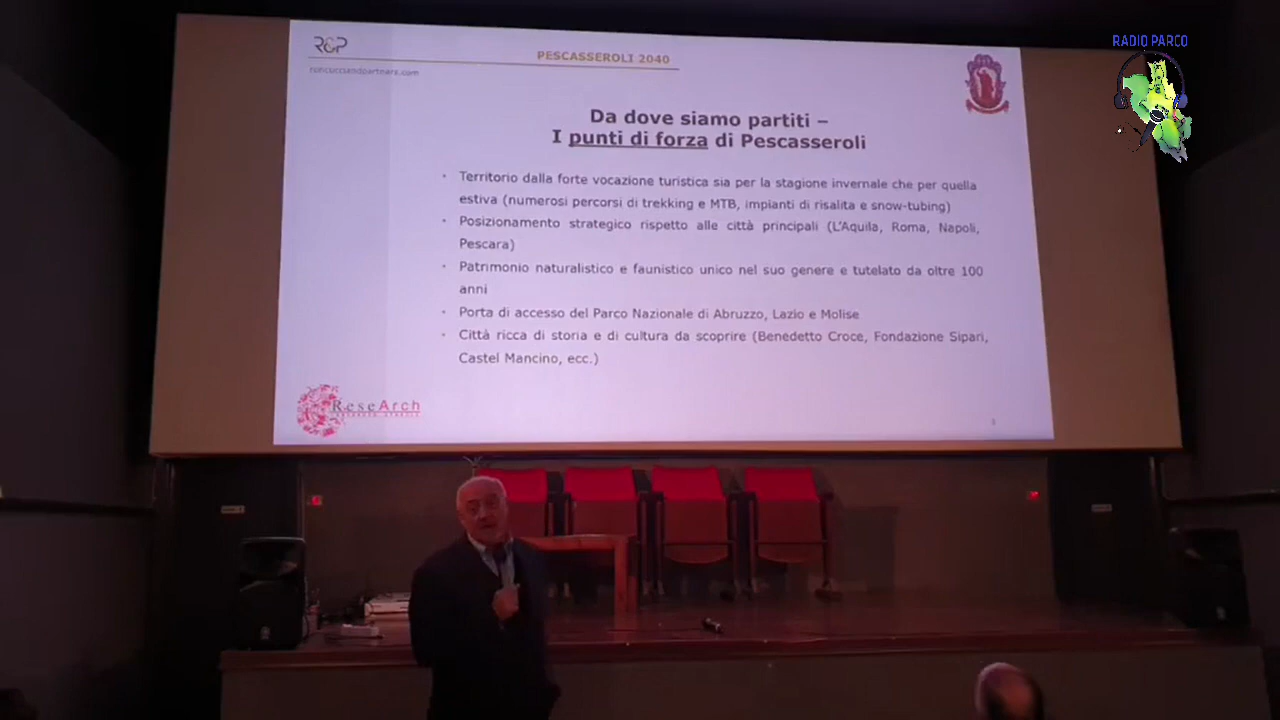 RADIO PARCO
R&P
PESCASSEROLI 2040
roncucciandpartners.com
Da dove siamo partiti –
I punti di forza di Pescasseroli
• Territorio dalla forte vocazione turistica sia per la stagione invernale che per quella
estiva (numerosi percorsi di trekking e MTB, impianti di risalita e snow-tubing)
• Posizionamento strategico rispetto alle città principali (L'Aquila, Roma, Napoli,
Pescara)
• Patrimonio naturalistico e faunistico unico nel suo genere e tutelato da oltre 100
anni
• Porta di accesso del Parco Nazionale di Abruzzo, Lazio e Molise
• Città ricca di storia e di cultura da scoprire (Benedetto Croce, Fondazione Sipari,
Castel Mancino, ecc.)
ReseArch